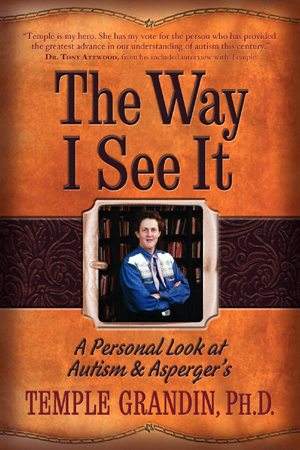 "Temple is my hero. She has my vote for the person who has provided
the greatest advance in our understanding of autism this century."
Dr. Tony Attwood, from his included interview with Temple
The Way
I See It
A Personal Look at
Autism & Asperger's
TEMPLE GRANDIN, PH.D.